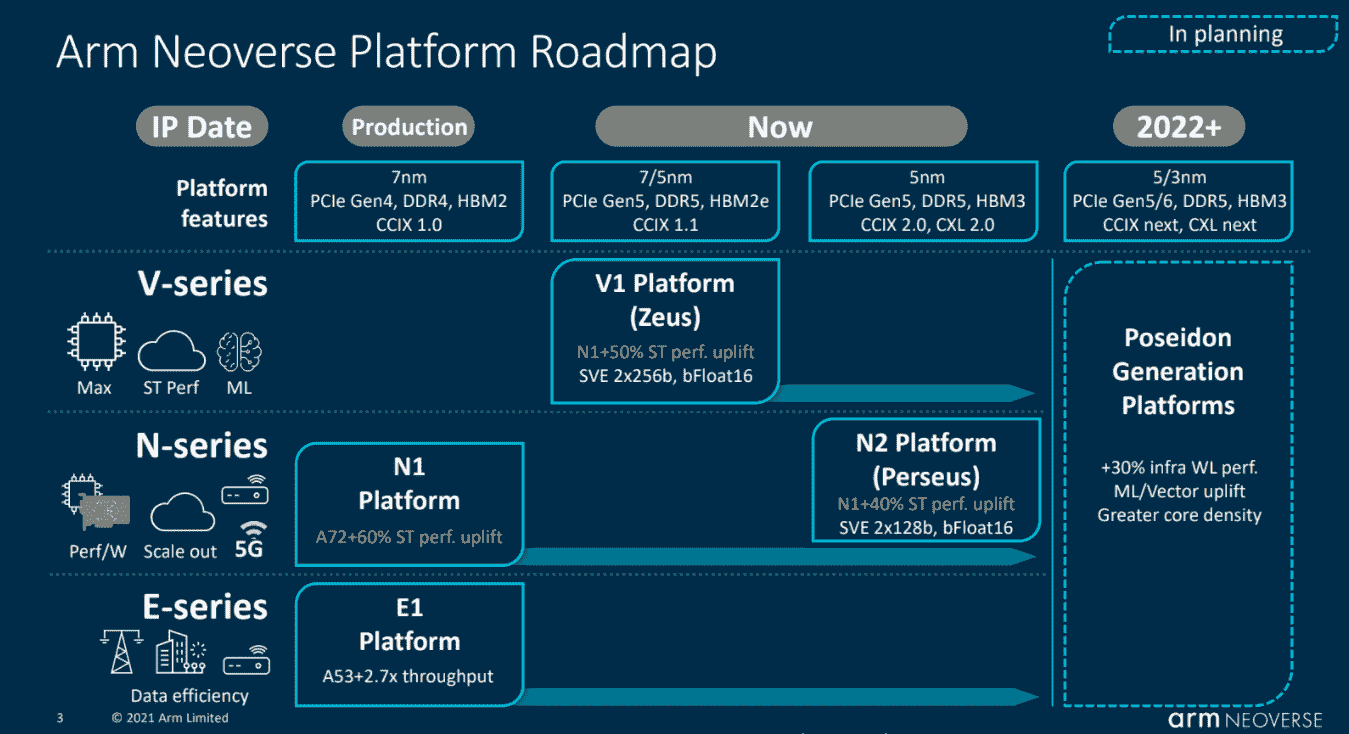 Arm Neoverse Platform Roadmap
In planning
IP Date
Production
Now
2022+
Platform
features
7nm
PCIe Gen4, DDR4, HBM2
CCIX 1.0
7/5nm
PCIe Gen5, DDR5, HBM2e
CCIX 1.1
5nm
PCIe Gen5, DDR5, HBM3
CCIX 2.0, CXL 2.0
5/3nm
PCIe Gen5/6, DDR5, HBM3
CCIX next, CXL next
V-series
Max
ST Perf
ML
V1 Platform
(Zeus)
N1+50% ST perf. uplift
SVE 2x256b, bFloat16
N-series
Perf/W
Scale out
5G
N1
Platform
A72+60% ST perf. uplift
N2 Platform
(Perseus)
N1+40% ST perf. uplift
SVE 2x128b, bFloat16
E-series
Data efficiency
E1
Platform
A53+2.7x throughput
Poseidon
Generation
Platforms
+30% infra WL perf.
ML/Vector uplift
Greater core density
3
© 2021 Arm Limited
arm NEOVERSE